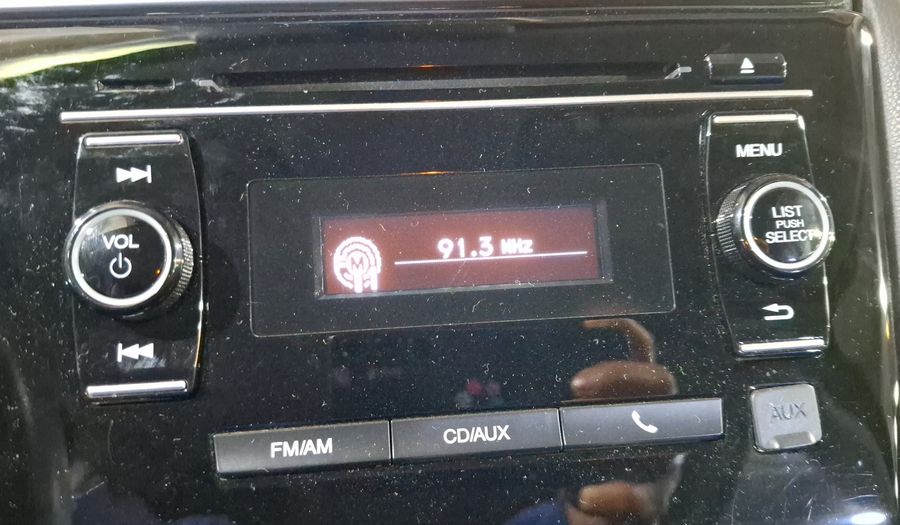 MENU
VOL
LIST
PUSH
SELECT
91.3 MHz
M
FM/AM
CD/AUX
AUX